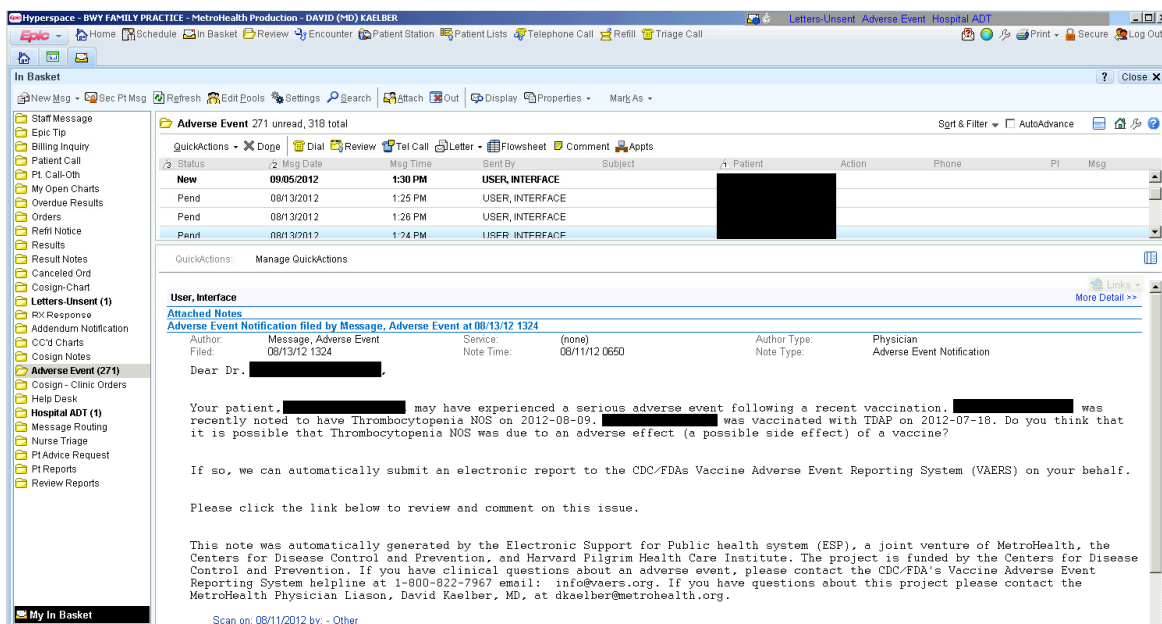 Hyperspace - BWY FAMILY PRACTICE - MetroHealth Production - DAVID (MD) KAELBER
Letters-Unsent Adverse Event Hospital ADT
Epic Home Schedule In Basket Review Encounter Patient Station Patient Lists Telephone Call Refill Triage Call Print Secure Log Out
In Basket ? Close X
New Msg Sec Pt Msg Refresh Edit Pools Settings Search Attach Out Display Properties Mark As
Staff Message
Epic Tip
Billing Inquiry
Patient Call
Pt. Call-Oth
My Open Charts
Overdue Results
Orders
Refrl Notice
Results
Result Notes
Canceled Ord
Cosign-Chart
Letters-Unsent (1)
RX Response
Addendum Notification
CC'd Charts
Cosign Notes
Adverse Event (271)
Cosign - Clinic Orders
Help Desk
Hospital ADT (1)
Message Routing
Nurse Triage
Pt Advice Request
Pt Reports
Review Reports
My In Basket
Adverse Event 271 unread, 318 total Sort & Filter AutoAdvance
QuickActions Done Dial Review Tel Call Letter Flowsheet Comment Appts
/3 Status /2 Msg Date Msg Time Sent By Subject /1 Patient Action Phone PI Msg
New 09/05/2012 1:30 PM USER, INTERFACE
Pend 08/13/2012 1:25 PM USER, INTERFACE
Pend 08/13/2012 1:26 PM USER, INTERFACE
Pend 08/13/2012 1:24 PM USER, INTERFACE
QuickActions: Manage QuickActions
Links
User, Interface More Detail >>
Attached Notes
Adverse Event Notification filed by Message, Adverse Event at 08/13/12 1324
Author: Message, Adverse Event Service: (none) Author Type: Physician
Filed: 08/13/12 1324 Note Time: 08/11/12 0650 Note Type: Adverse Event Notification
Dear Dr. ,
Your patient, may have experienced a serious adverse event following a recent vaccination. was
recently noted to have Thrombocytopenia NOS on 2012-08-09. was vaccinated with TDAP on 2012-07-18. Do you think that
it is possible that Thrombocytopenia NOS was due to an adverse effect (a possible side effect) of a vaccine?
If so, we can automatically submit an electronic report to the CDC/FDAs Vaccine Adverse Event Reporting System (VAERS) on your behalf.
Please click the link below to review and comment on this issue.
This note was automatically generated by the Electronic Support for Public health system (ESP), a joint venture of MetroHealth, the
Centers for Disease Control and Prevention, and Harvard Pilgrim Health Care Institute. The project is funded by the Centers for Disease
Control and Prevention. If you have clinical questions about an adverse event, please contact the CDC/FDA's Vaccine Adverse Event
Reporting System helpline at 1-800-822-7967 email: info@vaers.org. If you have questions about this project please contact the
MetroHealth Physician Liason, David Kaelber, MD, at dkaelber@metrohealth.org.
Scan on: 08/11/2012 by: - Other